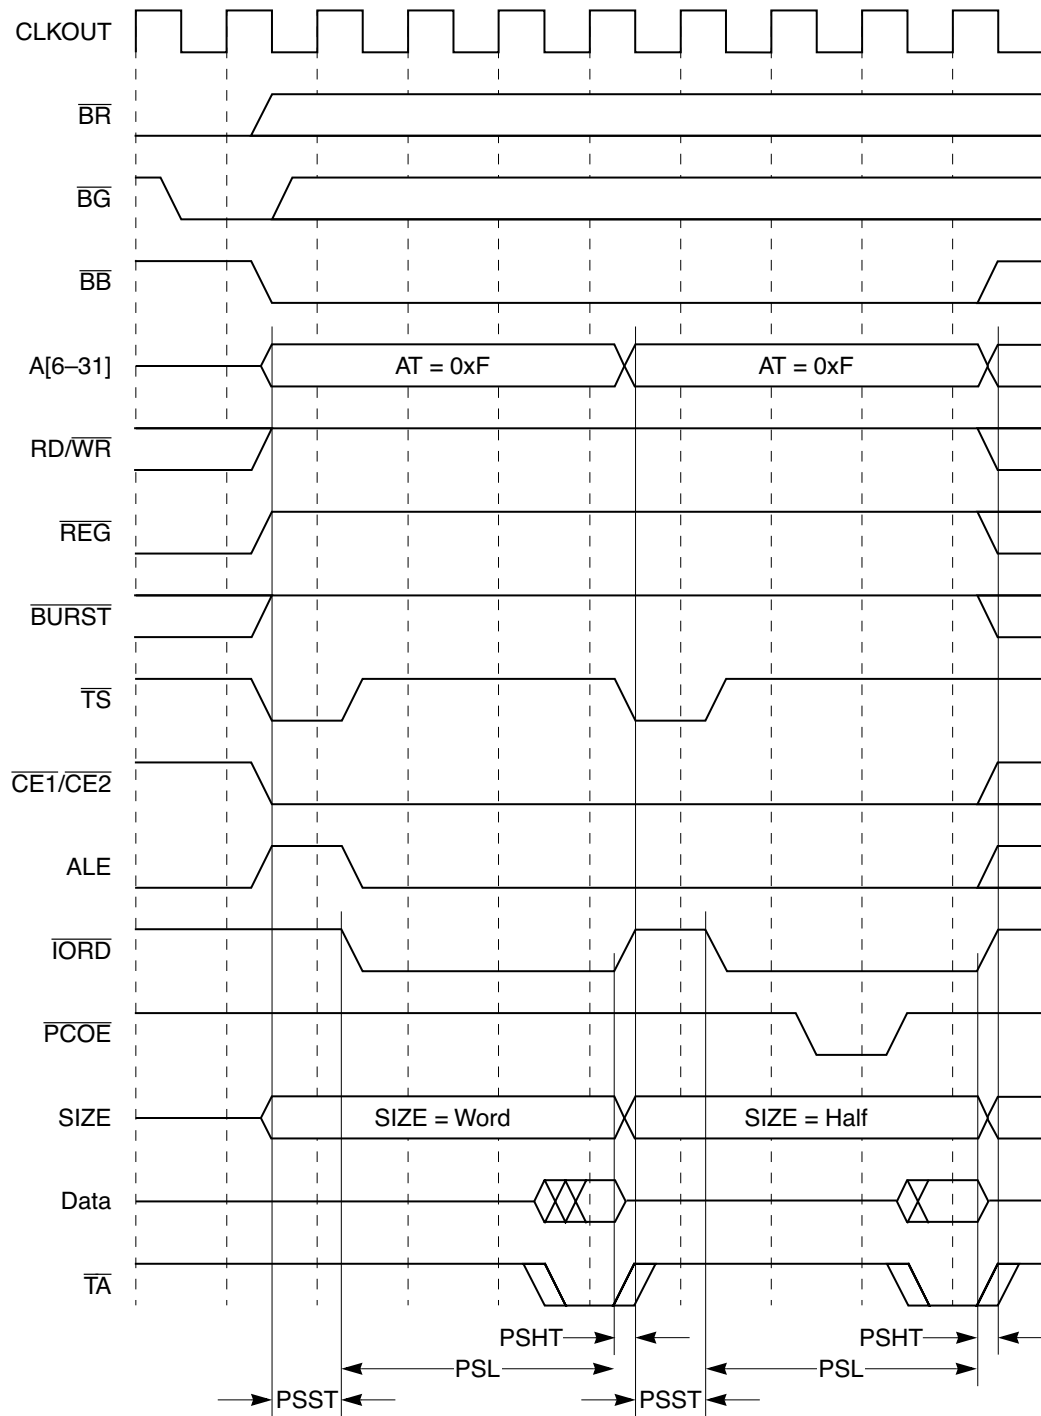 CLKOUT
BR
BG
BB
A[6–31] AT = 0xF AT = 0xF
RD/WR
REG
BURST
TS
CE1/CE2
ALE
IORD
PCOE
SIZE SIZE = Word SIZE = Half
Data
TA
PSHT PSHT
PSL PSL
PSST PSST